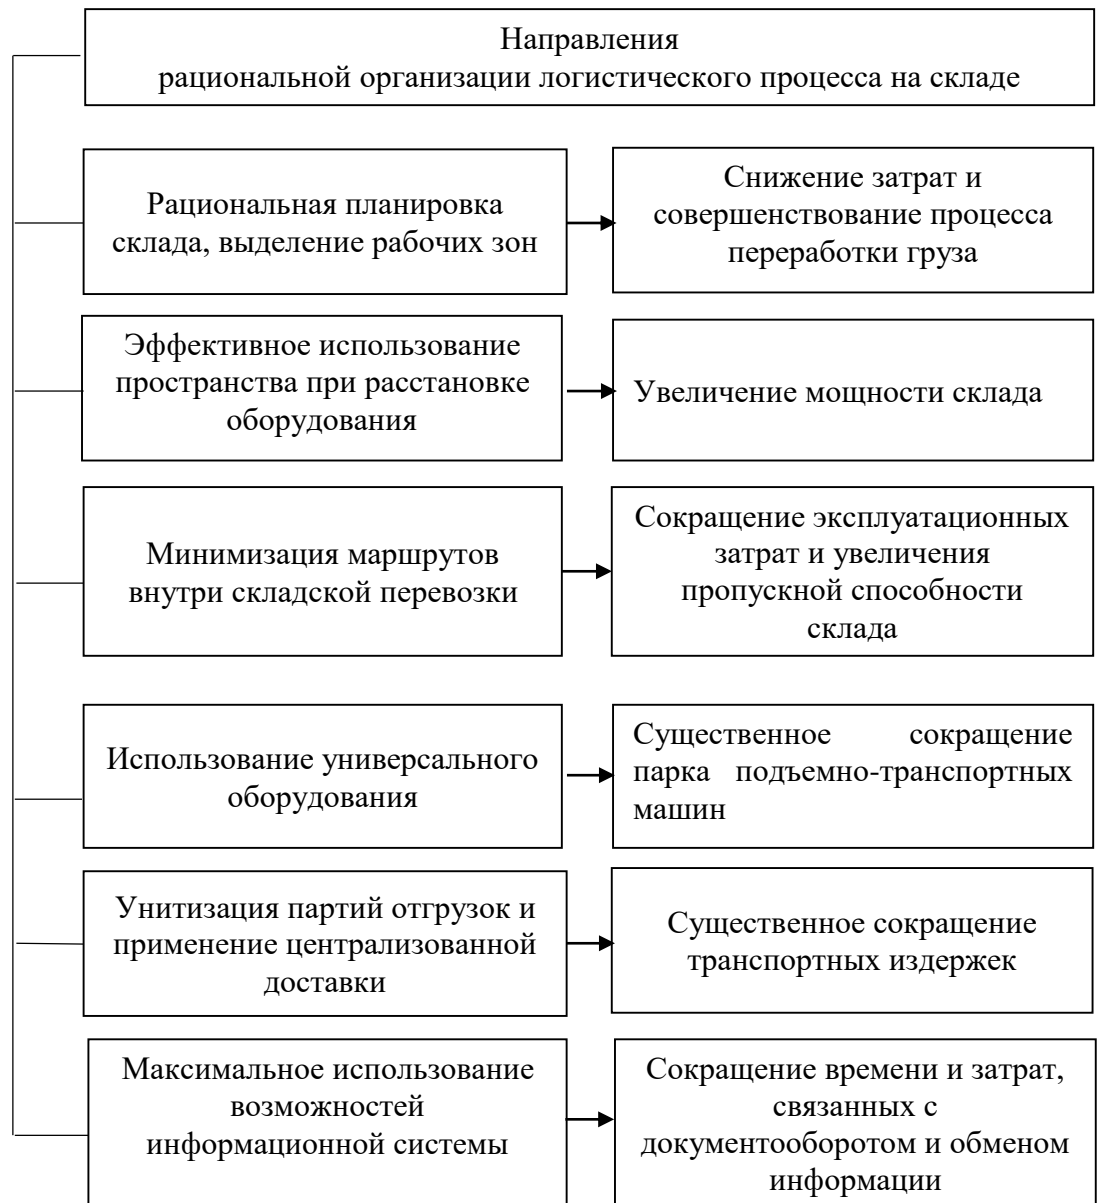 Направления
рациональной организации логистического процесса на складе
Рациональная планировка
склада, выделение рабочих зон
Снижение затрат и
совершенствование процесса
переработки груза
Эффективное использование
пространства при расстановке
оборудования
Увеличение мощности склада
Минимизация маршрутов
внутри складской перевозки
Сокращение эксплуатационных
затрат и увеличения
пропускной способности
склада
Использование универсального
оборудования
Существенное сокращение
парка подъемно-транспортных
машин
Унитизация партий отгрузок и
применение централизованной
доставки
Существенное сокращение
транспортных издержек
Максимальное использование
возможностей
информационной системы
Сокращение времени и затрат,
связанных с
документооборотом и обменом
информации